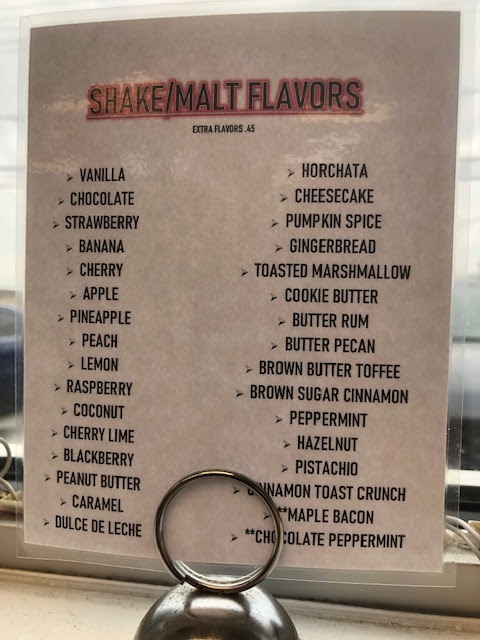 SHAKE/MALT FLAVORS
EXTRA FLAVORS .45
VANILLA
CHOCOLATE
STRAWBERRY
BANANA
CHERRY
APPLE
PINEAPPLE
PEACH
LEMON
RASPBERRY
COCONUT
CHERRY LIME
BLACKBERRY
PEANUT BUTTER
CARAMEL
DULCE DE LECHE
HORCHATA
CHEESECAKE
PUMPKIN SPICE
GINGERBREAD
TOASTED MARSHMALLOW
COOKIE BUTTER
BUTTER RUM
BUTTER PECAN
BROWN BUTTER TOFFEE
BROWN SUGAR CINNAMON
PEPPERMINT
HAZELNUT
PISTACHIO
CINNAMON TOAST CRUNCH
**MAPLE BACON
**CHOCOLATE PEPPERMINT